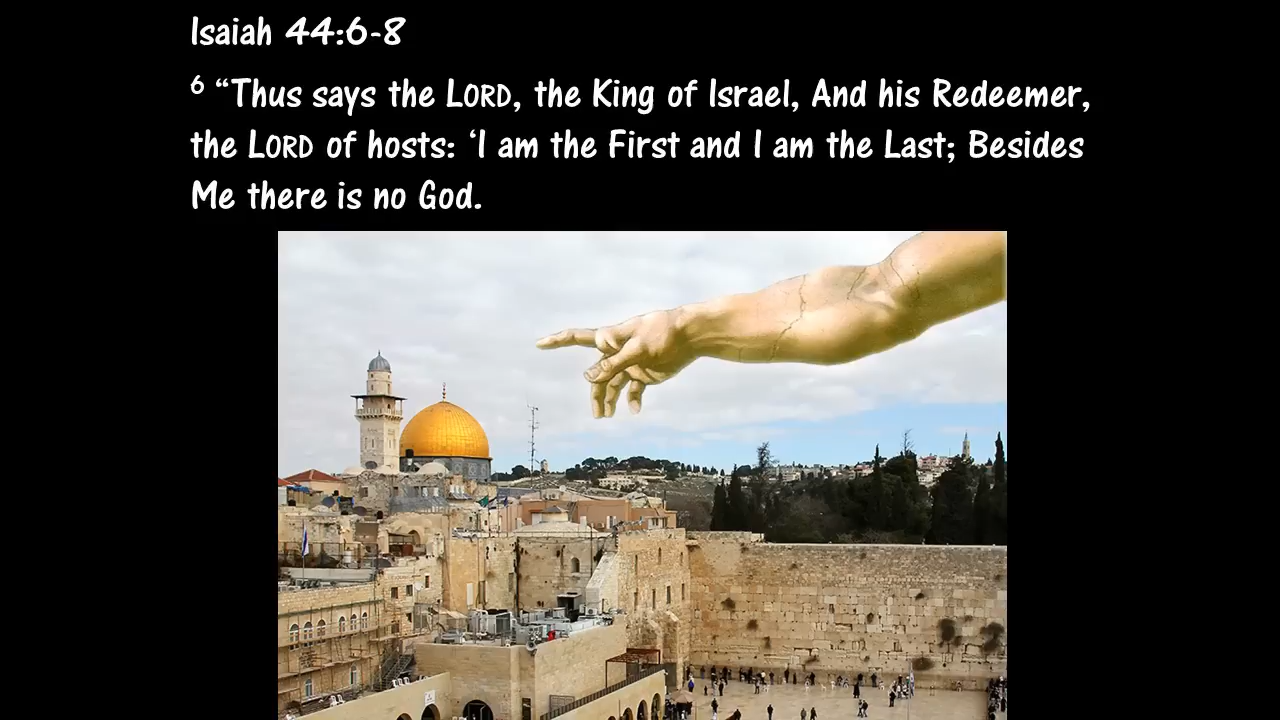 Isaiah 44:6-8
⁶ “Thus says the LORD, the King of Israel, And his Redeemer,
the LORD of hosts: ‘I am the First and I am the Last; Besides
Me there is no God.